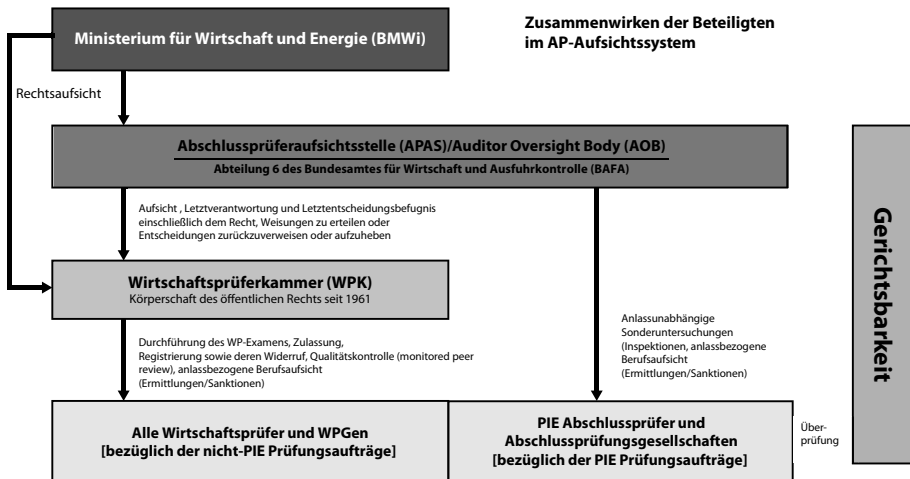 Zusammenwirken der Beteiligten
im AP-Aufsichtssystem
Ministerium für Wirtschaft und Energie (BMWi)
Rechtsaufsicht
Abschlussprüferaufsichtsstelle (APAS)/Auditor Oversight Body (AOB)
Abteilung 6 des Bundesamtes für Wirtschaft und Ausfuhrkontrolle (BAFA)
Aufsicht , Letztverantwortung und Letztentscheidungsbefugnis
einschließlich dem Recht, Weisungen zu erteilen oder
Entscheidungen zurückzuverweisen oder aufzuheben
Wirtschaftsprüferkammer (WPK)
Körperschaft des öffentlichen Rechts seit 1961
Durchführung des WP-Examens, Zulassung,
Registrierung sowie deren Widerruf, Qualitätskontrolle (monitored peer
review), anlassbezogene Berufsaufsicht
(Ermittlungen/Sanktionen)
Anlassunabhängige
Sonderuntersuchungen
(Inspektionen, anlassbezogene
Berufsaufsicht
(Ermittlungen/Sanktionen)
Alle Wirtschaftsprüfer und WPGen
[bezüglich der nicht-PIE Prüfungsaufträge]
PIE Abschlussprüfer und
Abschlussprüfungsgesellschaften
[bezüglich der PIE Prüfungsaufträge]
Über-
prüfung
Gerichtsbarkeit